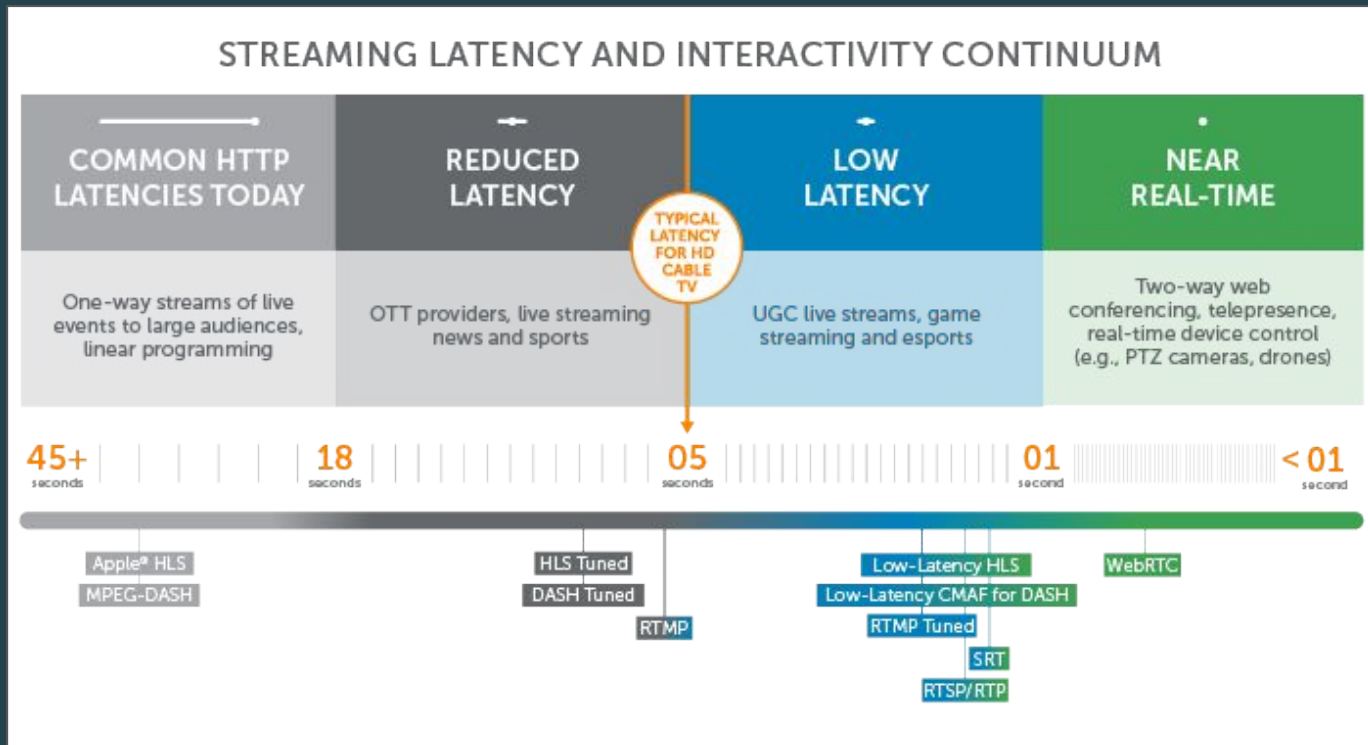 STREAMING LATENCY AND INTERACTIVITY CONTINUUM
COMMON HTTP
LATENCIES TODAY
REDUCED
LATENCY
TYPICAL
LATENCY
FOR HD
CABLE
TV
LOW
LATENCY
NEAR
REAL-TIME
One-way streams of live
events to large audiences,
linear programming
OTT providers, live streaming
news and sports
UGC live streams, game
streaming and esports
Two-way web
conferencing, telepresence,
real-time device control
(e.g., PTZ cameras, drones)
45+
seconds
18
seconds
05
seconds
01
second
< 01
second
Apple® HLS
MPEG-DASH
HLS Tuned
DASH Tuned
RTMP
Low-Latency HLS
Low-Latency CMAF for DASH
RTMP Tuned
SRT
RTSP/RTP
WebRTC